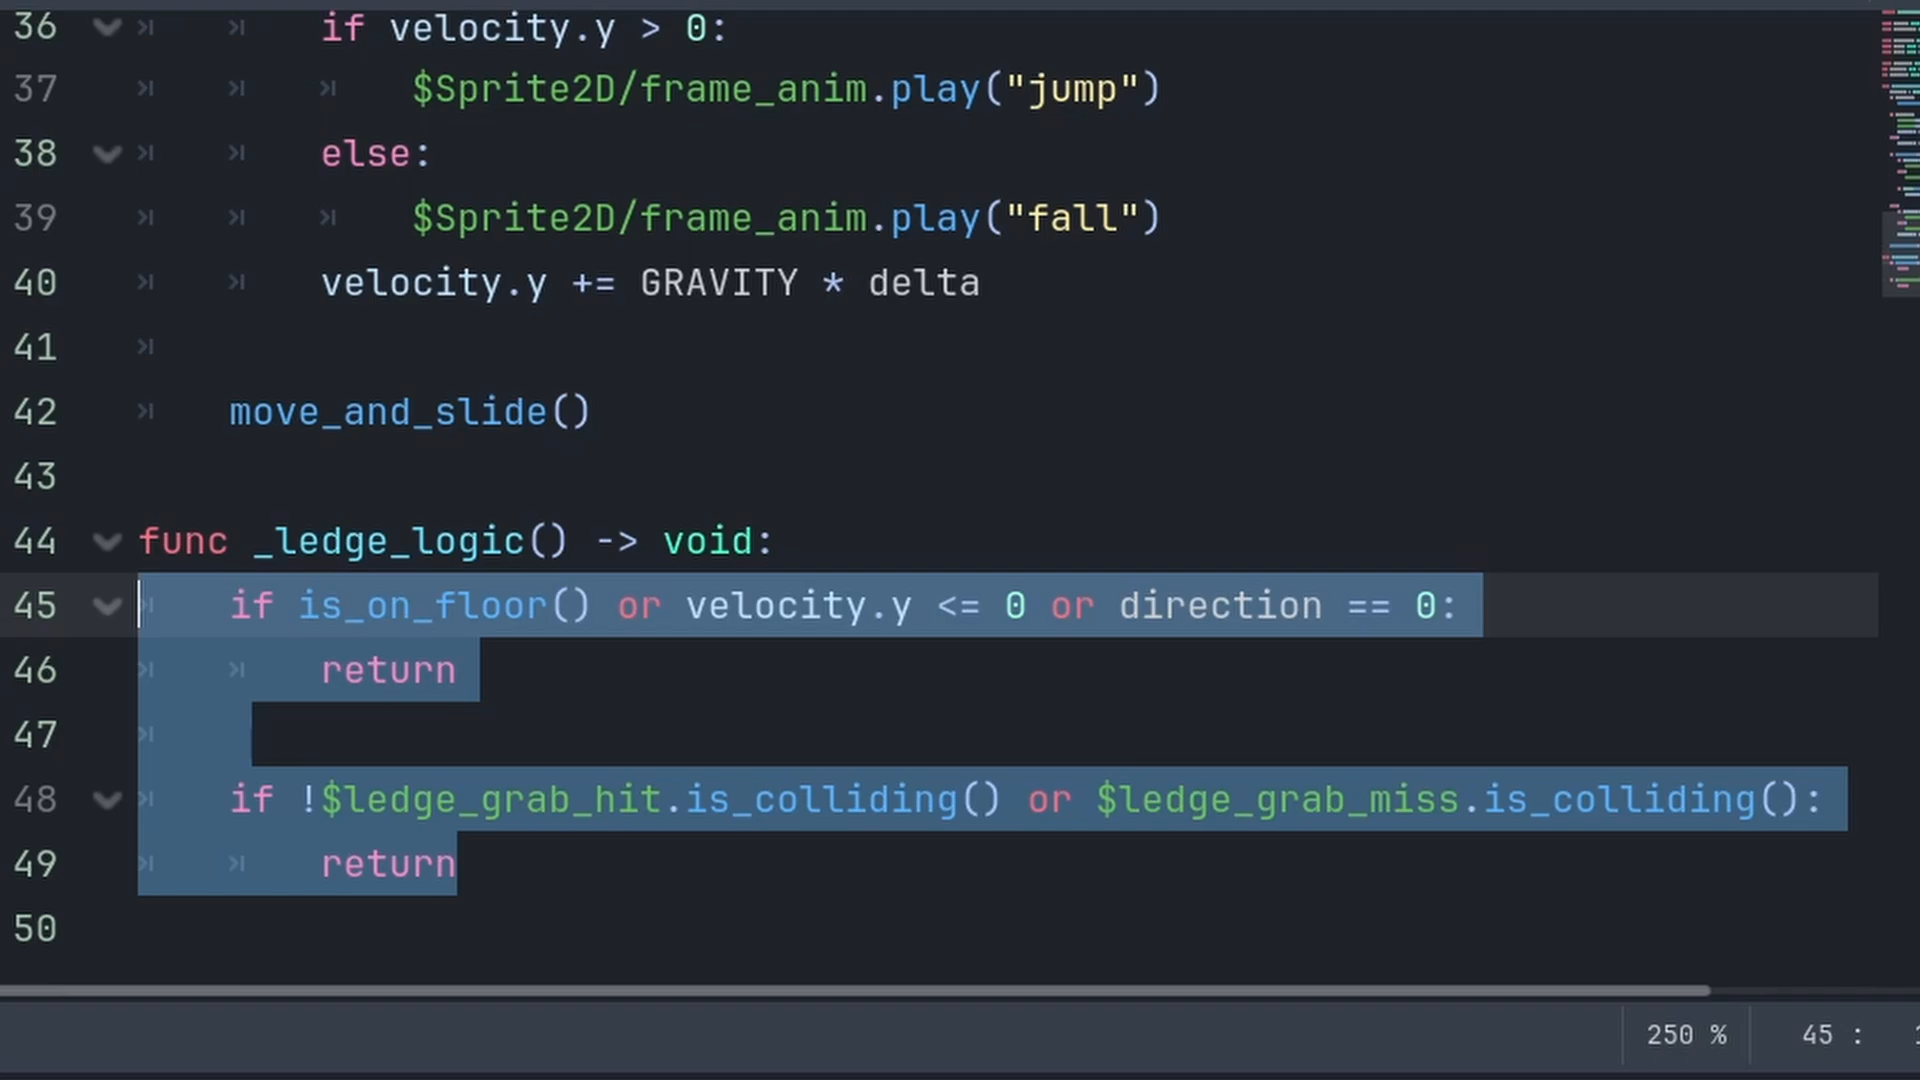 36 if velocity.y > 0:
37 $Sprite2D/frame_anim.play("jump")
38 else:
39 $Sprite2D/frame_anim.play("fall")
40 velocity.y += GRAVITY * delta
41
42 move_and_slide()
43
44 func _ledge_logic() -> void:
45 if is_on_floor() or velocity.y <= 0 or direction == 0:
46 return
47
48 if !$ledge_grab_hit.is_colliding() or $ledge_grab_miss.is_colliding():
49 return
50
250 % 45 :